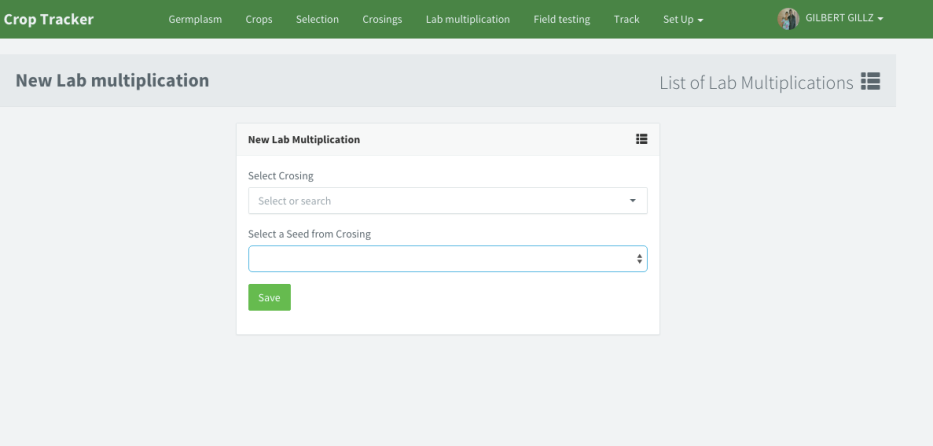 Crop Tracker Germplasm Crops Selection Crosings Lab multiplication Field testing Track Set Up GILBERT GILLZ
New Lab multiplication List of Lab Multiplications
New Lab Multiplication
Select Crosing
Select or search
Select a Seed from Crosing
Save